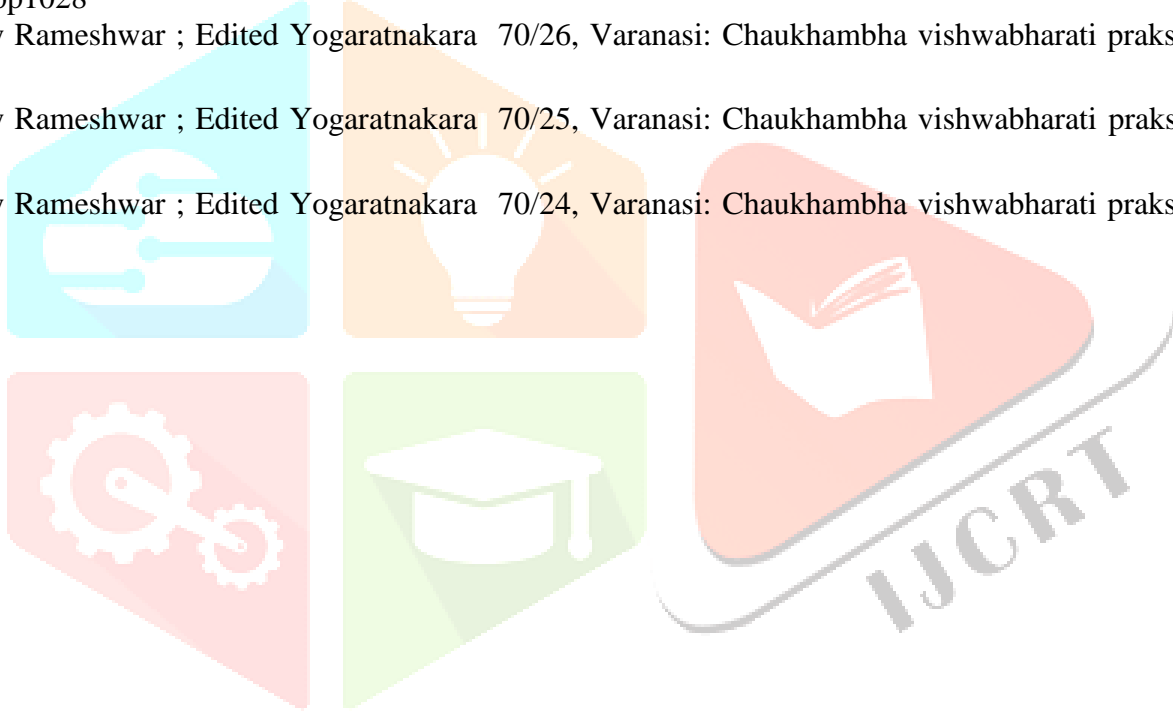 pp1028
Rameshwar ; Edited Yogaratnakara 70/26, Varanasi: Chaukhambha vishwabharati praks
Rameshwar ; Edited Yogaratnakara 70/25, Varanasi: Chaukhambha vishwabharati praks
Rameshwar ; Edited Yogaratnakara 70/24, Varanasi: Chaukhambha vishwabharati praks
IJCRT